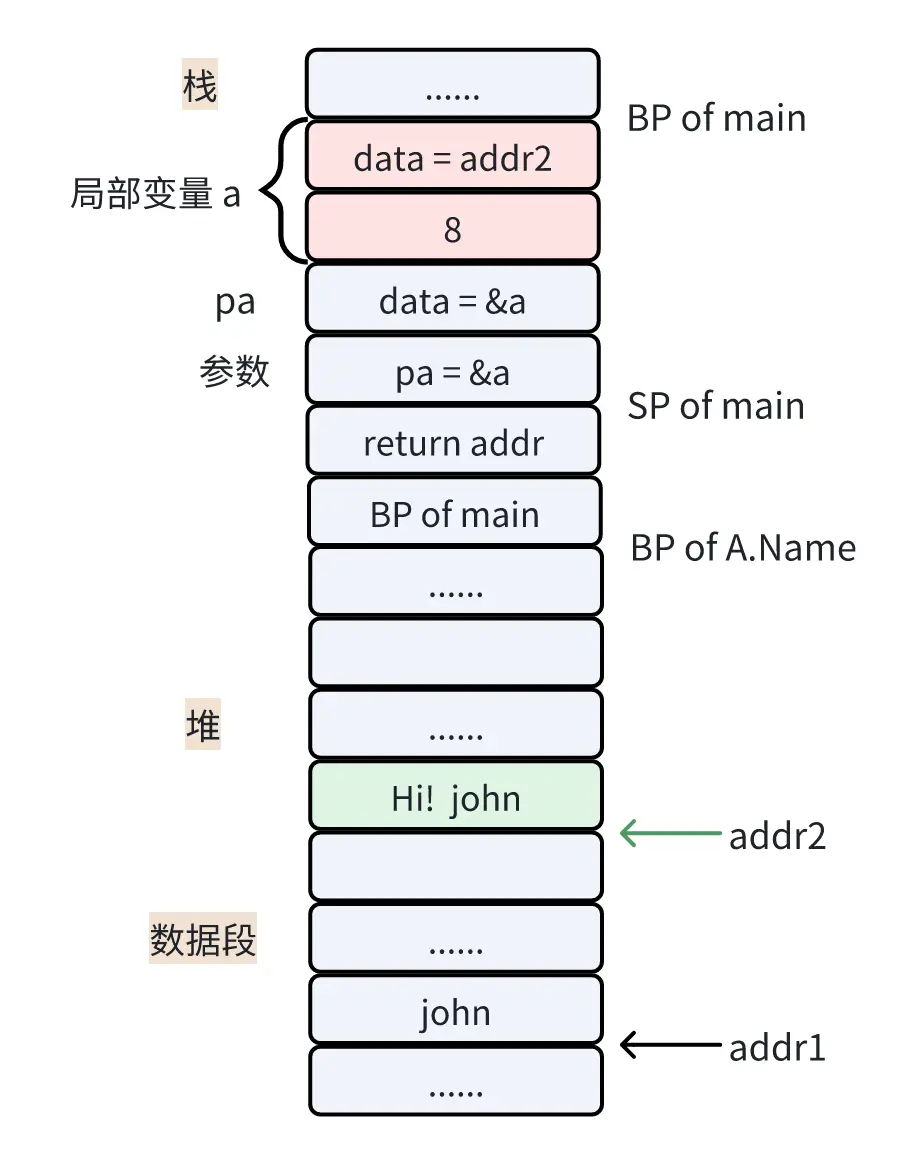 栈
......
BP of main
data = addr2
局部变量 a
8
pa
data = &a
参数
pa = &a
SP of main
return addr
BP of main
BP of A.Name
......
堆
......
Hi! john
addr2
数据段
......
john
addr1
......